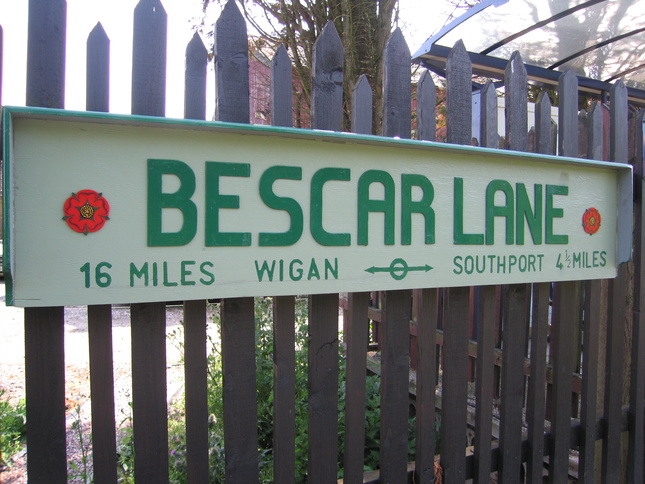 BESCAR LANE
16 MILES WIGAN SOUTHPORT 4½ MILES